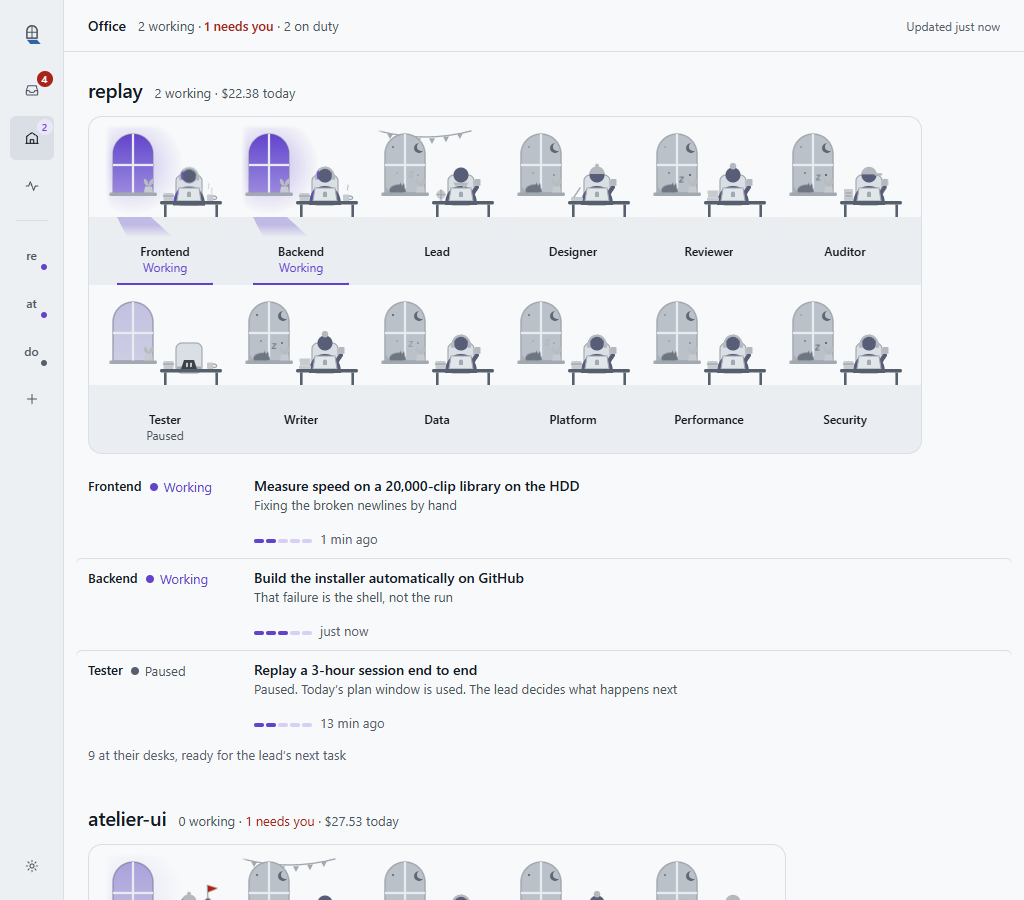 Office 2 working · 1 needs you · 2 on duty
Updated just now
4
2
re
at
do
replay 2 working · $22.38 today
Frontend Backend Lead Designer Reviewer Auditor
Working Working
Tester Writer Data Platform Performance Security
Paused
Frontend Working Measure speed on a 20,000-clip library on the HDD
Fixing the broken newlines by hand
1 min ago
Backend Working Build the installer automatically on GitHub
That failure is the shell, not the run
just now
Tester Paused Replay a 3-hour session end to end
Paused. Today's plan window is used. The lead decides what happens next
13 min ago
9 at their desks, ready for the lead's next task
atelier-ui 0 working · 1 needs you · $27.53 today